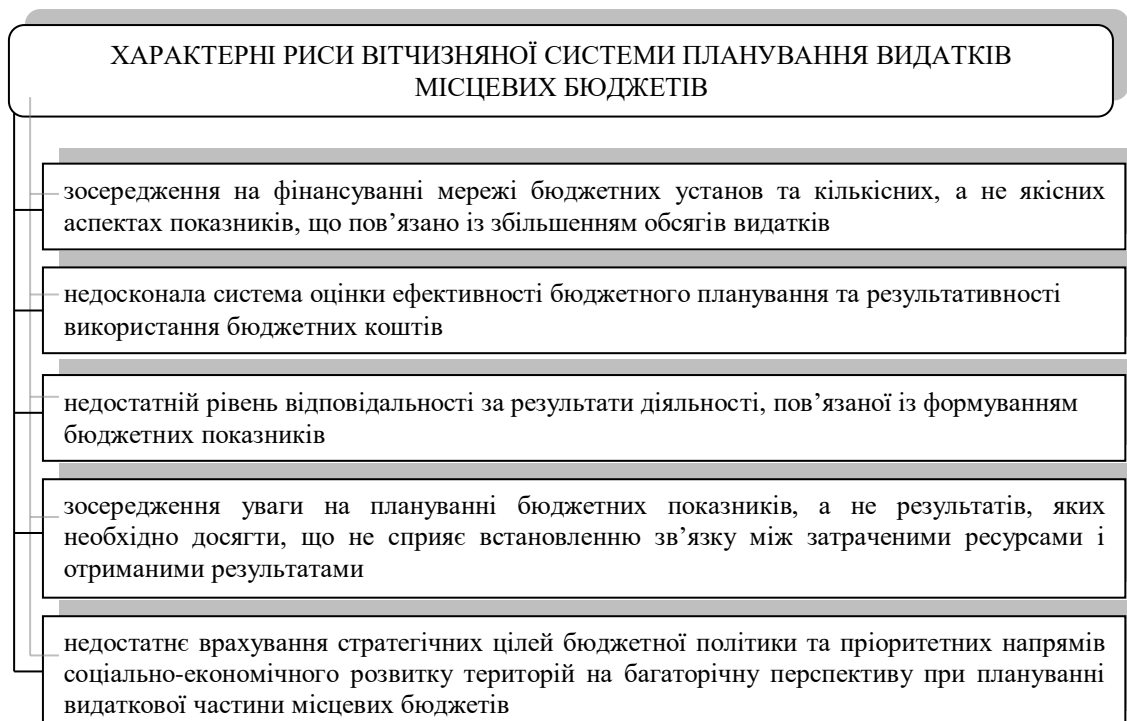 ХАРАКТЕРНІ РИСИ ВІТЧИЗНЯНОЇ СИСТЕМИ ПЛАНУВАННЯ ВИДАТКІВ
МІСЦЕВИХ БЮДЖЕТІВ
зосередження на фінансуванні мережі бюджетних установ та кількісних, а не якісних
аспектах показників, що пов’язано із збільшенням обсягів видатків
недосконала система оцінки ефективності бюджетного планування та результативності
використання бюджетних коштів
недостатній рівень відповідальності за результати діяльності, пов’язаної із формуванням
бюджетних показників
зосередження уваги на плануванні бюджетних показників, а не результатів, яких
необхідно досягти, що не сприяє встановленню зв’язку між затраченими ресурсами і
отриманими результатами
недостатнє врахування стратегічних цілей бюджетної політики та пріоритетних напрямів
соціально-економічного розвитку територій на багаторічну перспективу при плануванні
видаткової частини місцевих бюджетів